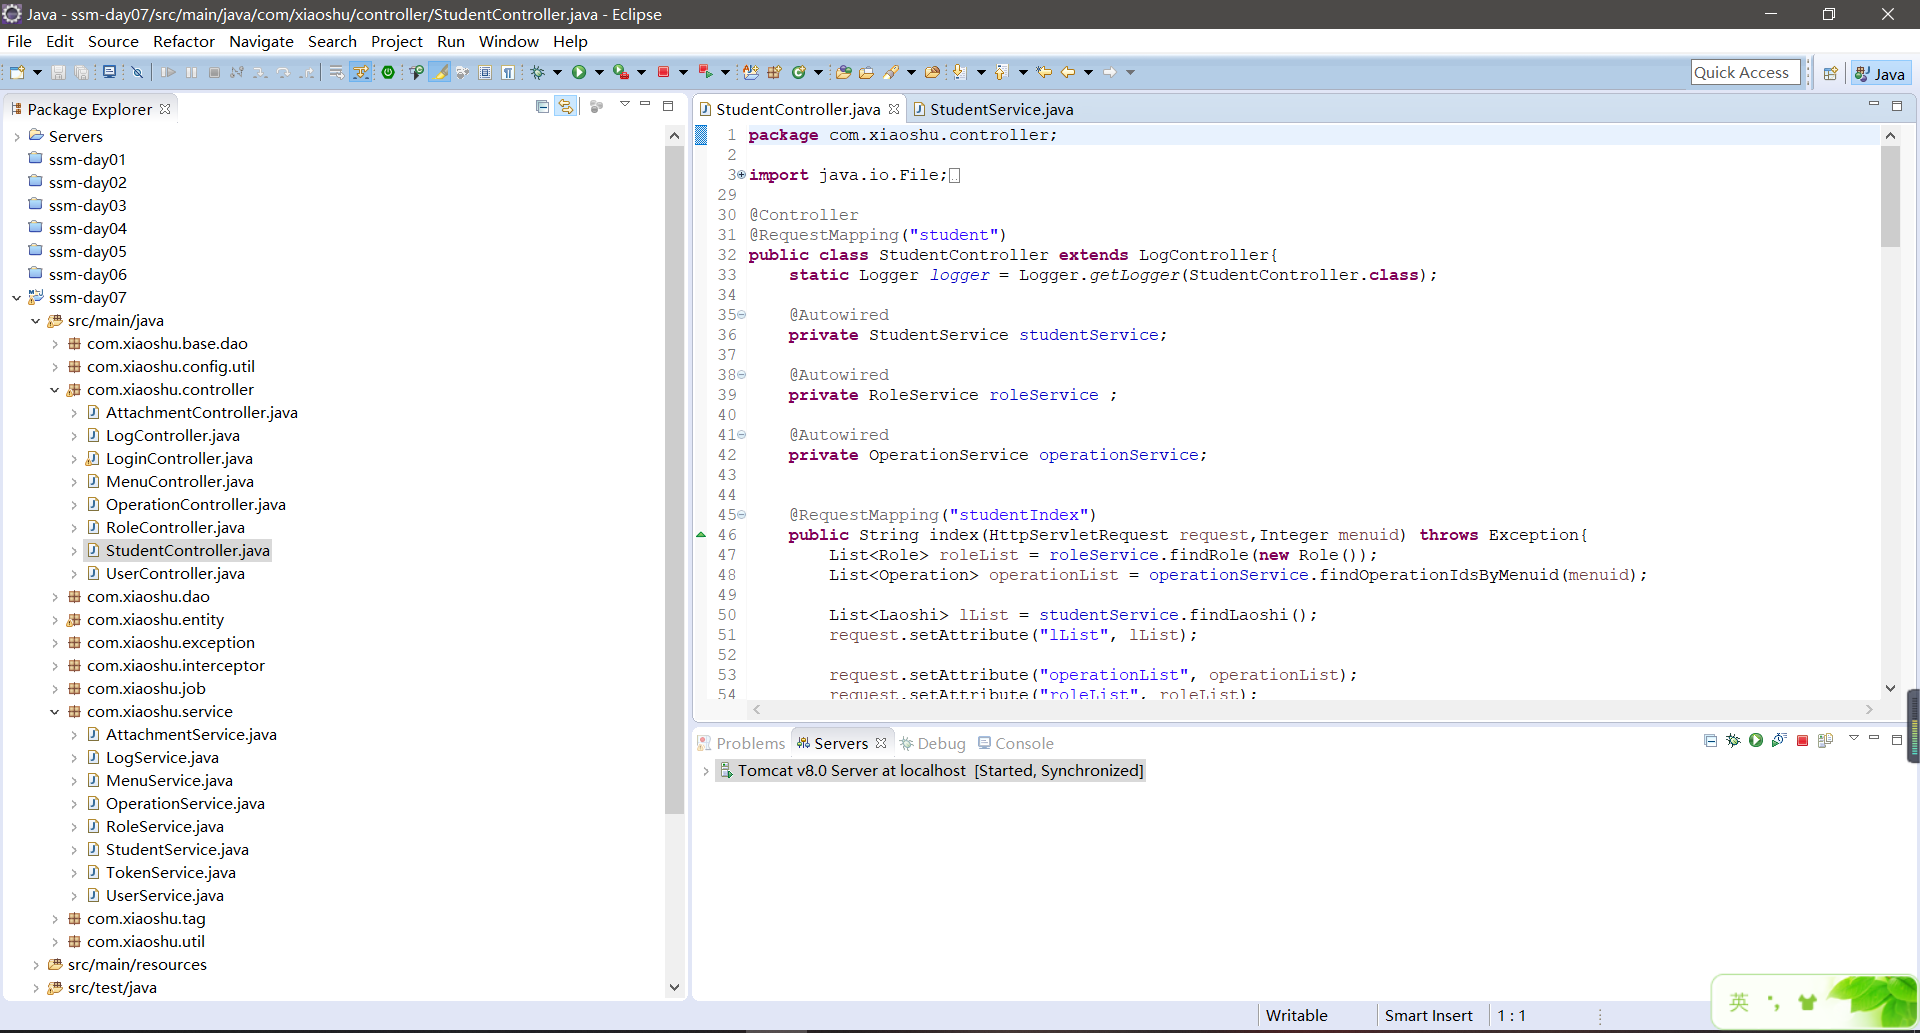 Java - ssm-day07/src/main/java/com/xiaoshu/controller/StudentController.java - Eclipse
File Edit Source Refactor Navigate Search Project Run Window Help
Quick Access
Java
Package Explorer
Servers
ssm-day01
ssm-day02
ssm-day03
ssm-day04
ssm-day05
ssm-day06
ssm-day07
src/main/java
com.xiaoshu.base.dao
com.xiaoshu.config.util
com.xiaoshu.controller
AttachmentController.java
LogController.java
LoginController.java
MenuController.java
OperationController.java
RoleController.java
StudentController.java
UserController.java
com.xiaoshu.dao
com.xiaoshu.entity
com.xiaoshu.exception
com.xiaoshu.interceptor
com.xiaoshu.job
com.xiaoshu.service
AttachmentService.java
LogService.java
MenuService.java
OperationService.java
RoleService.java
StudentService.java
TokenService.java
UserService.java
com.xiaoshu.tag
com.xiaoshu.util
src/main/resources
src/test/java
StudentController.java StudentService.java
1 package com.xiaoshu.controller;
2
3 import java.io.File;
29
30 @Controller
31 @RequestMapping("student")
32 public class StudentController extends LogController{
33 static Logger logger = Logger.getLogger(StudentController.class);
34
35 @Autowired
36 private StudentService studentService;
37
38 @Autowired
39 private RoleService roleService ;
40
41 @Autowired
42 private OperationService operationService;
43
44
45 @RequestMapping("studentIndex")
46 public String index(HttpServletRequest request,Integer menuid) throws Exception{
47 List<Role> roleList = roleService.findRole(new Role());
48 List<Operation> operationList = operationService.findOperationIdsByMenuid(menuid);
49
50 List<Laoshi> lList = studentService.findLaoshi();
51 request.setAttribute("lList", lList);
52
53 request.setAttribute("operationList", operationList);
54 request.setAttribute("roleList", roleList);
Problems Servers Debug Console
Tomcat v8.0 Server at localhost [Started, Synchronized]
Writable Smart Insert 1 : 1
英